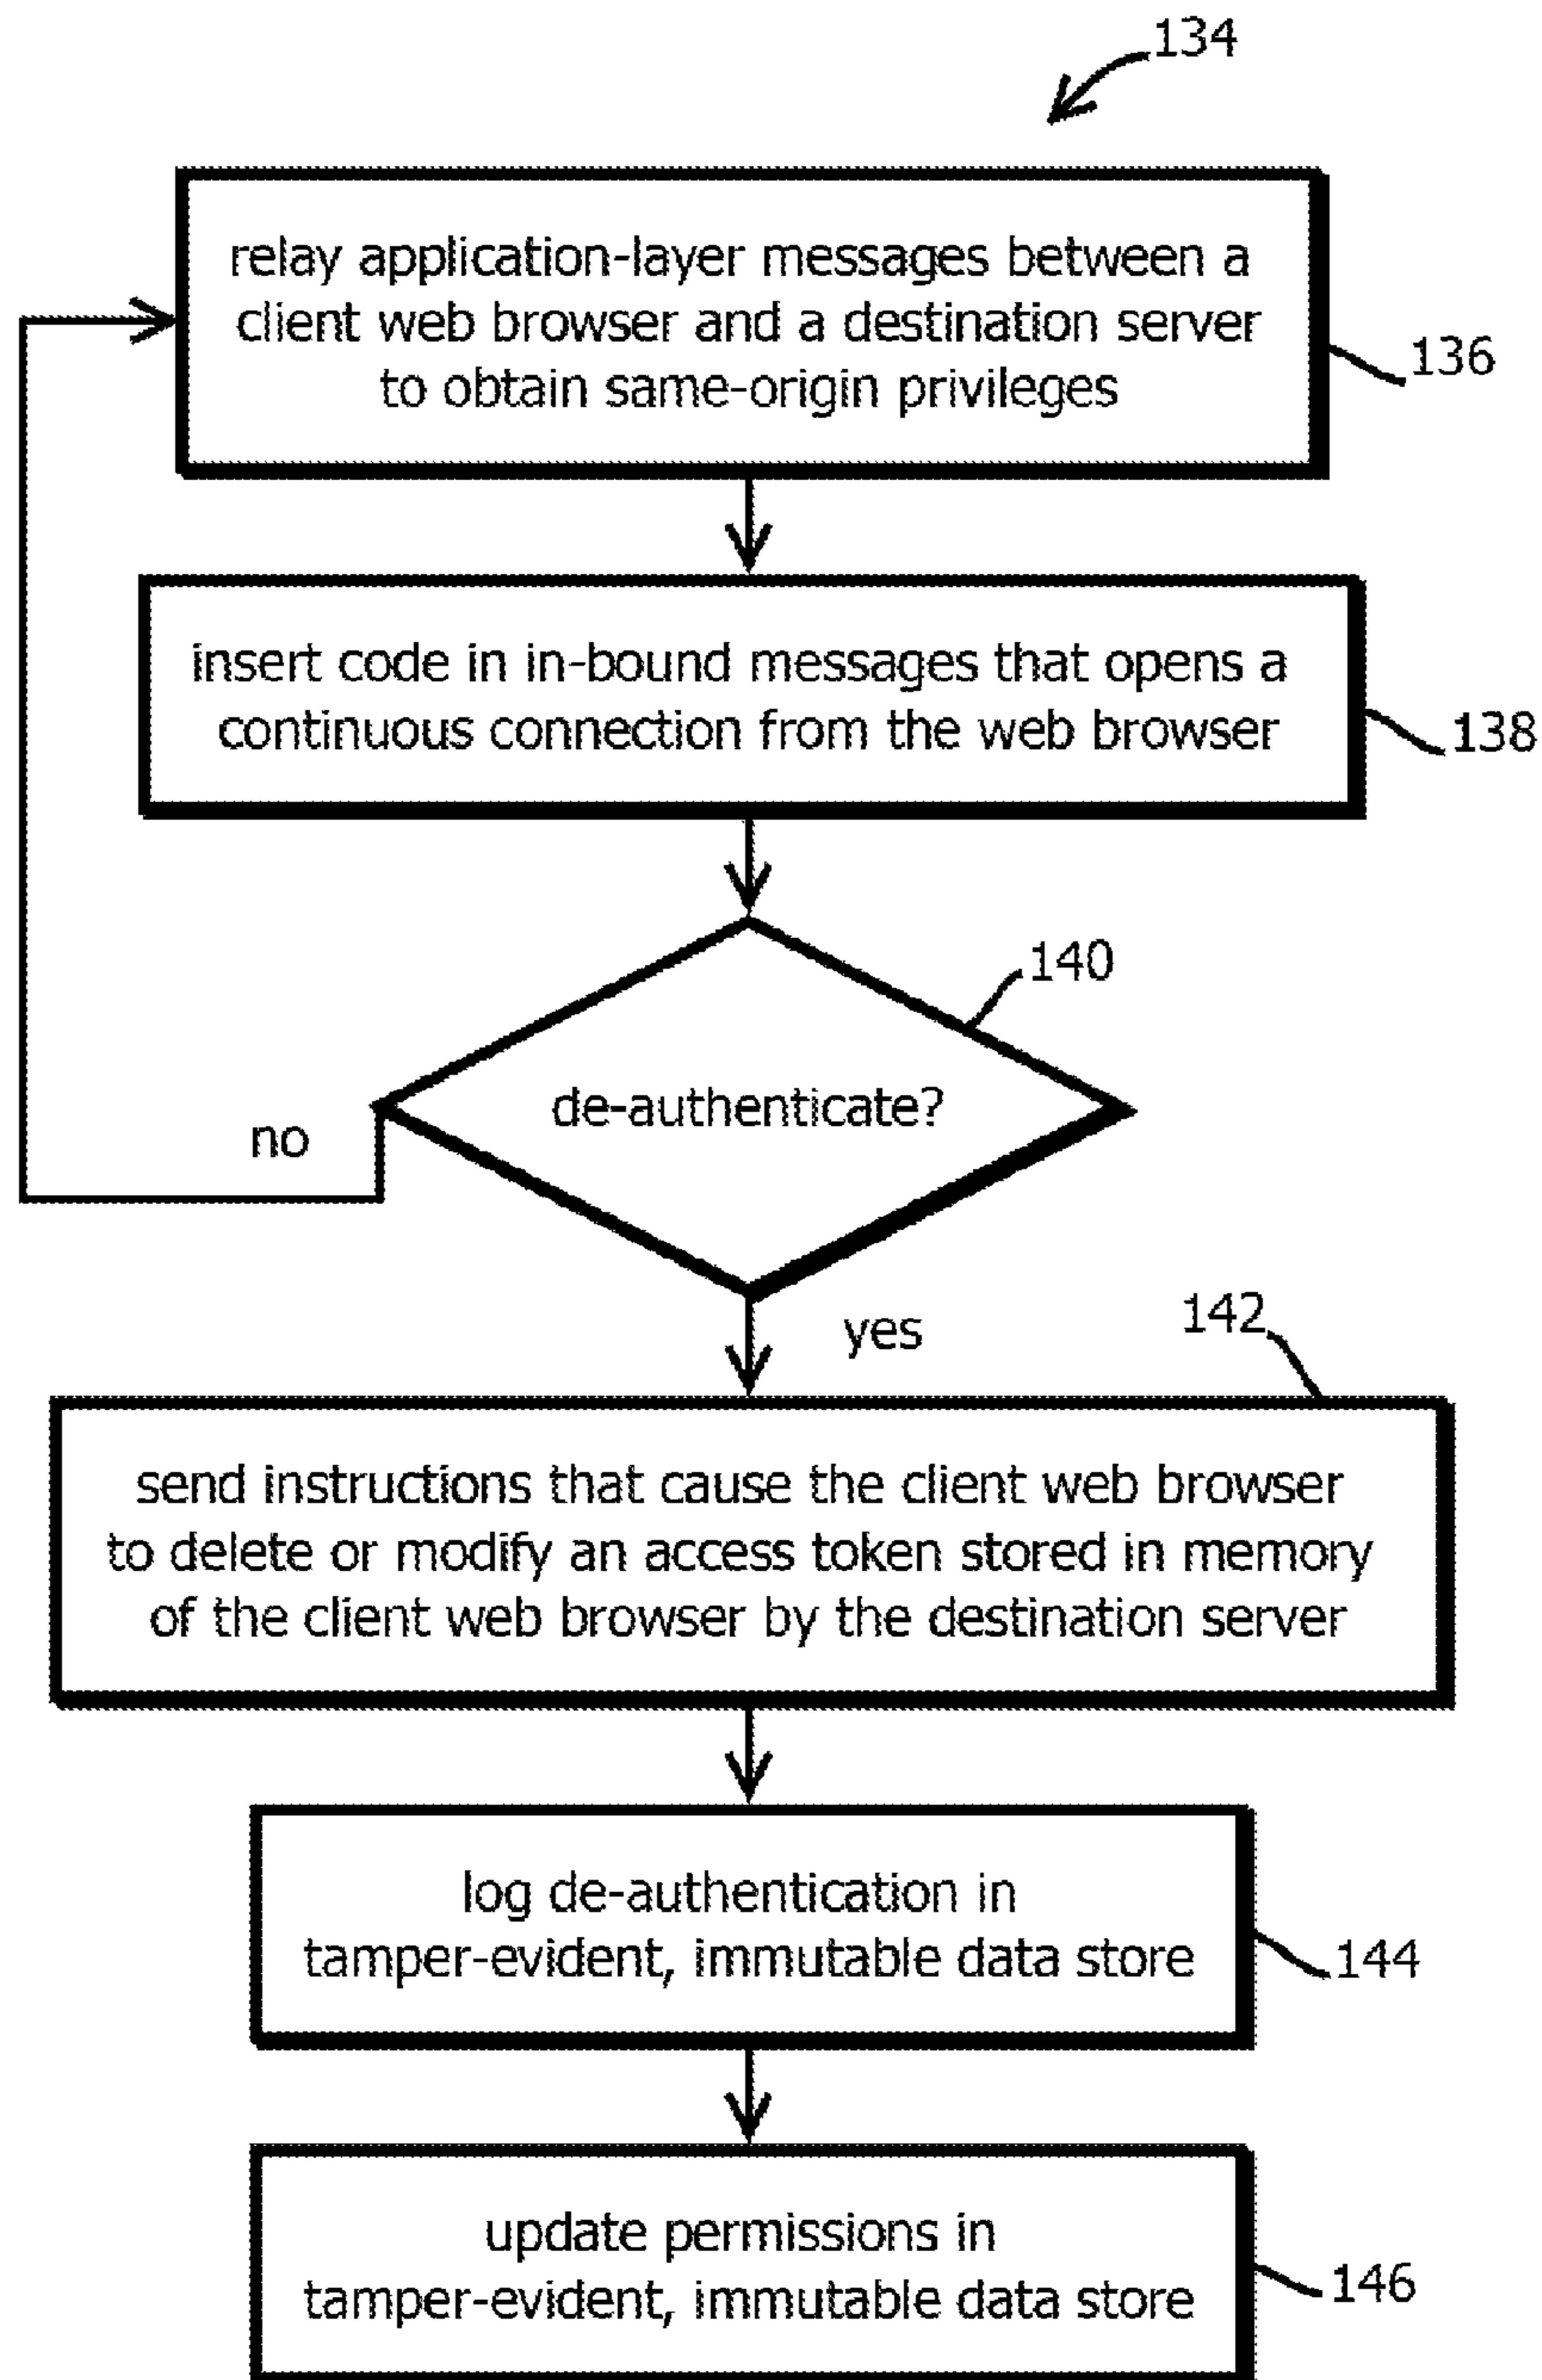 134
relay application-layer messages between a
client web browser and a destination server
to obtain same-origin privileges
136
insert code in in-bound messages that opens a
continuous connection from the web browser
138
140
de-authenticate?
no
yes
142
send instructions that cause the client web browser
to delete or modify an access token stored in memory
of the client web browser by the destination server
log de-authentication in
tamper-evident, immutable data store
144
update permissions in
tamper-evident, immutable data store
146